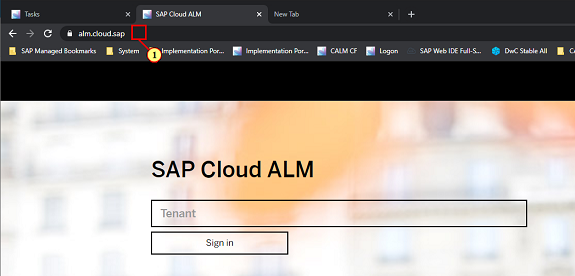 Tasks
SAP Cloud ALM
New Tab
alm.cloud.sap
1
SAP Managed Bookmarks
System
Implementation Por...
Implementation Por...
CALM CF
Logon
SAP Web IDE Full-S...
DwC Stable All
SAP Cloud ALM
Tenant
Sign in